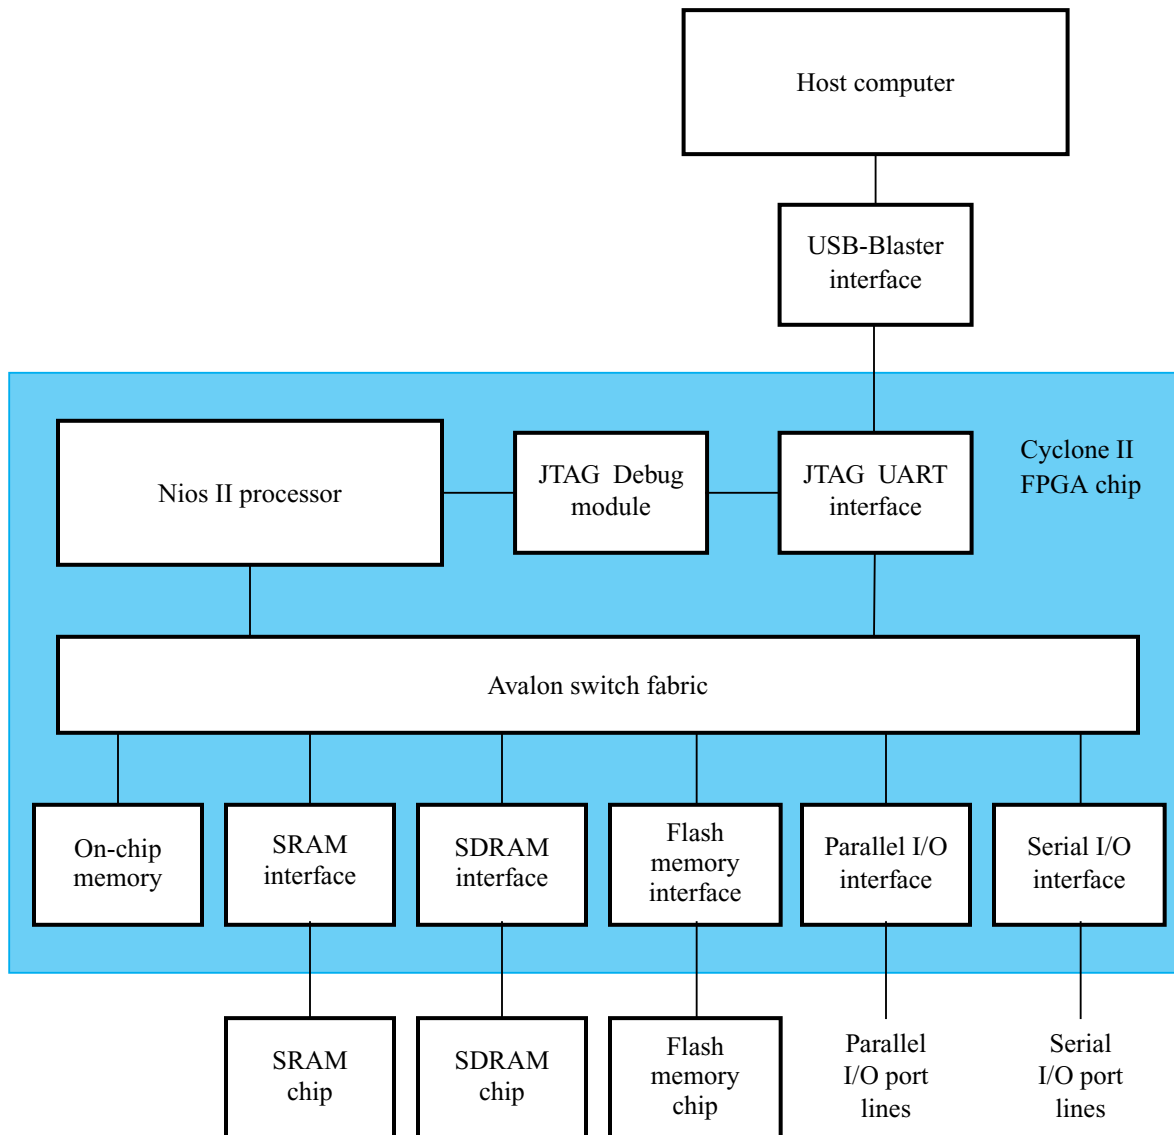 Host computer
USB-Blaster
interface
Cyclone II
FPGA chip
Nios II processor
JTAG Debug
module
JTAG UART
interface
Avalon switch fabric
On-chip
memory
SRAM
interface
SDRAM
interface
Flash
memory
interface
Parallel I/O
interface
Serial I/O
interface
SRAM
chip
SDRAM
chip
Flash
memory
chip
Parallel
I/O port
lines
Serial
I/O port
lines